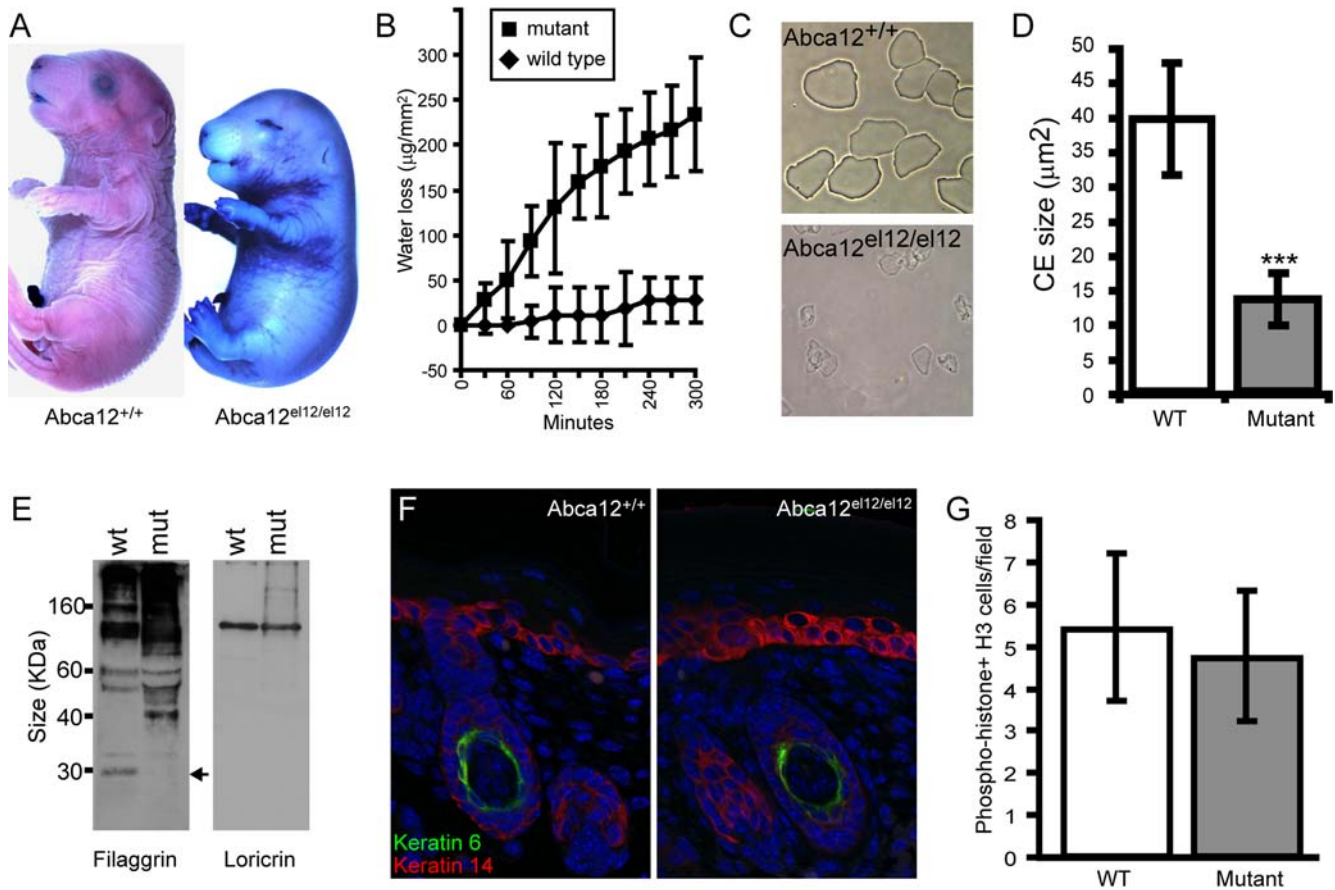 A
Abca12+/+
Abca12el12/el12
B
mutant
wild type
Water loss (µg/mm2)
350
300
250
200
150
100
50
0
-50
0
60
120
180
240
300
Minutes
C
Abca12+/+
Abca12el12/el12
D
CE size (µm2)
50
45
40
35
30
25
20
15
10
5
0
***
WT
Mutant
E
wt
mut
wt
mut
Size (KDa)
160
60
40
30
Filaggrin
Loricrin
F
Abca12+/+
Abca12el12/el12
Keratin 6
Keratin 14
G
Phospho-histone+ H3 cells/field
8
7
6
5
4
3
2
1
0
WT
Mutant